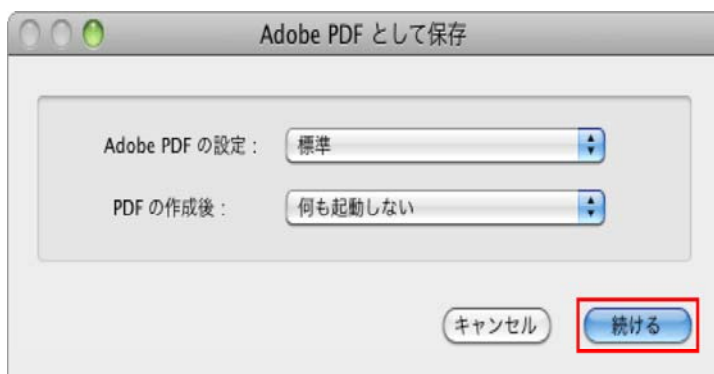 Adobe PDF として保存
Adobe PDF の設定： 標準
PDF の作成後： 何も起動しない
キャンセル 続ける